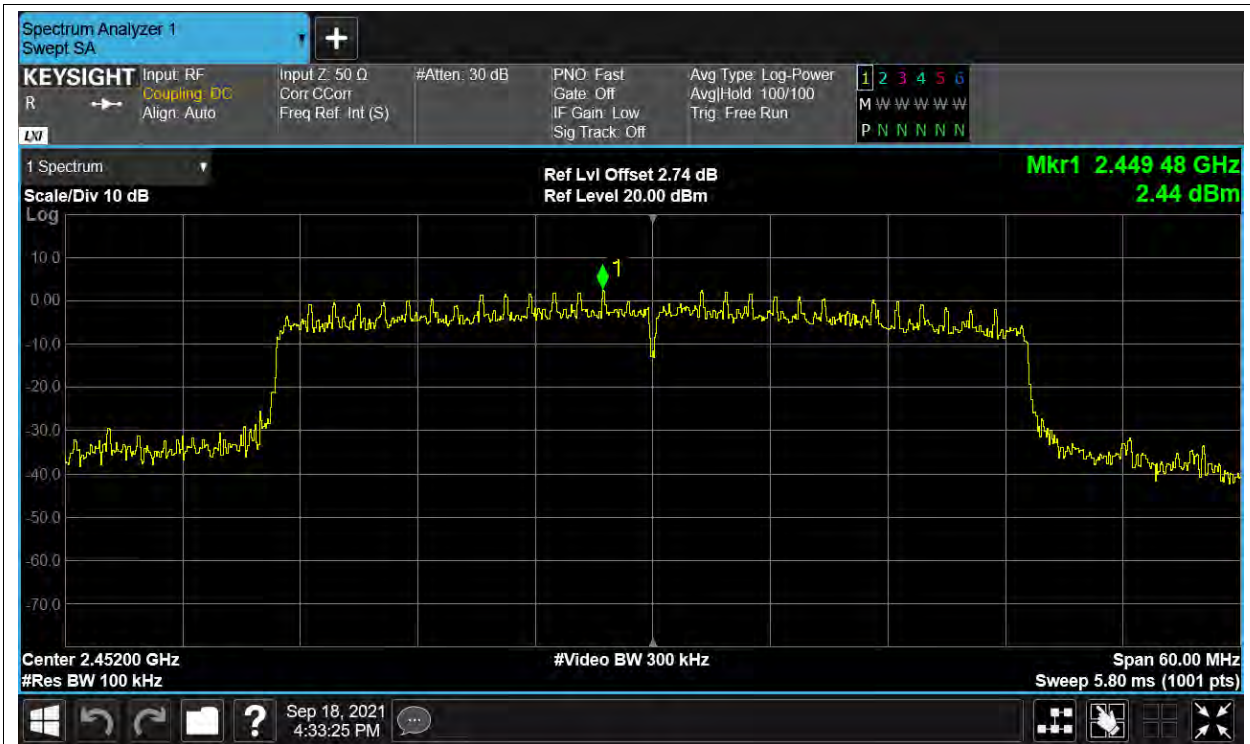 Spectrum Analyzer 1
Swept SA
+
KEYSIGHT
R
LXI
Input: RF
Coupling: DC
Align: Auto
Input Z: 50 Ω
Corr CCorr
Freq Ref: Int (S)
#Atten: 30 dB
PNO: Fast
Gate: Off
IF Gain: Low
Sig Track: Off
Avg Type: Log-Power
Avg|Hold: 100/100
Trig: Free Run
1 2 3 4 5 6
M W W W W W W
P N N N N N N
1 Spectrum
Scale/Div 10 dB
Log
Ref Lvl Offset 2.74 dB
Ref Level 20.00 dBm
Mkr1 2.449 48 GHz
2.44 dBm
1
10.0
0.00
-10.0
-20.0
-30.0
-40.0
-50.0
-60.0
-70.0
Center 2.45200 GHz
#Res BW 100 kHz
#Video BW 300 kHz
Span 60.00 MHz
Sweep 5.80 ms (1001 pts)
?
Sep 18, 2021
4:33:25 PM